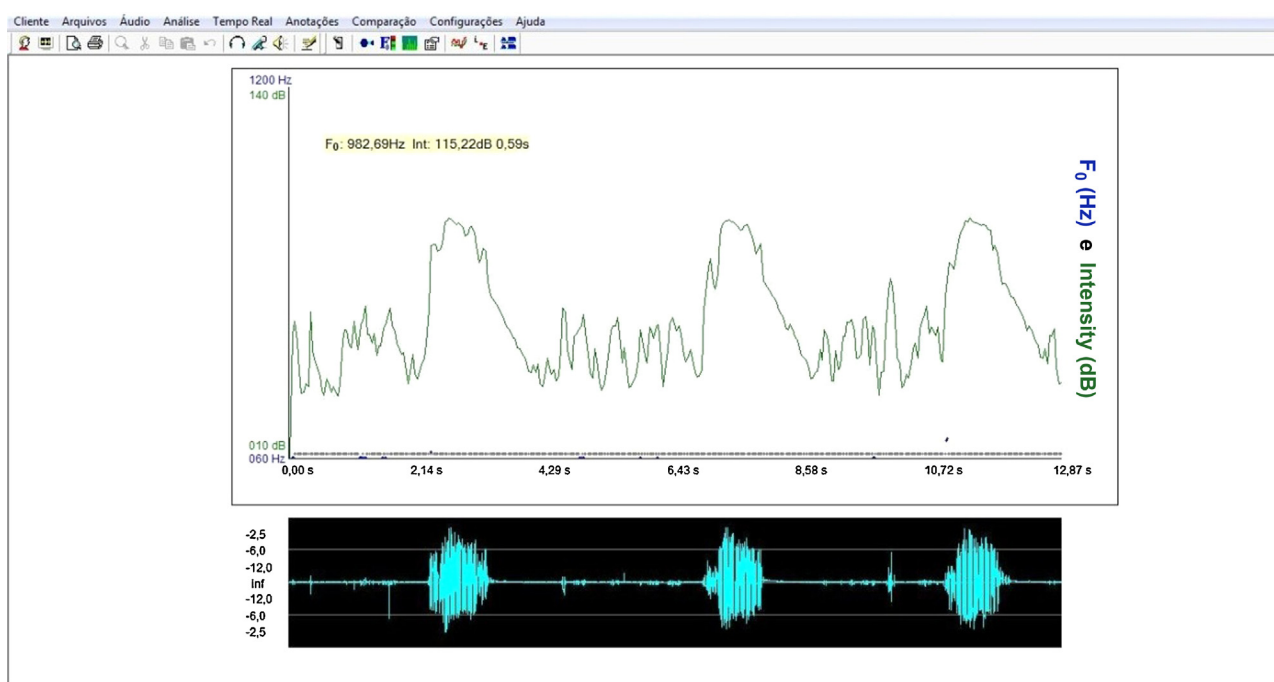 Cliente Arquivos Áudio Análise Tempo Real Anotações Comparação Configurações Ajuda
1200 Hz
140 dB
F₀: 982,69Hz Int: 115,22dB 0,59s
F₀ (Hz) e Intensity (dB)
010 dB
060 Hz
0,00 s 2,14 s 4,29 s 6,43 s 8,58 s 10,72 s 12,87 s
-2,5
-6,0
-12,0
Inf
-12,0
-6,0
-2,5